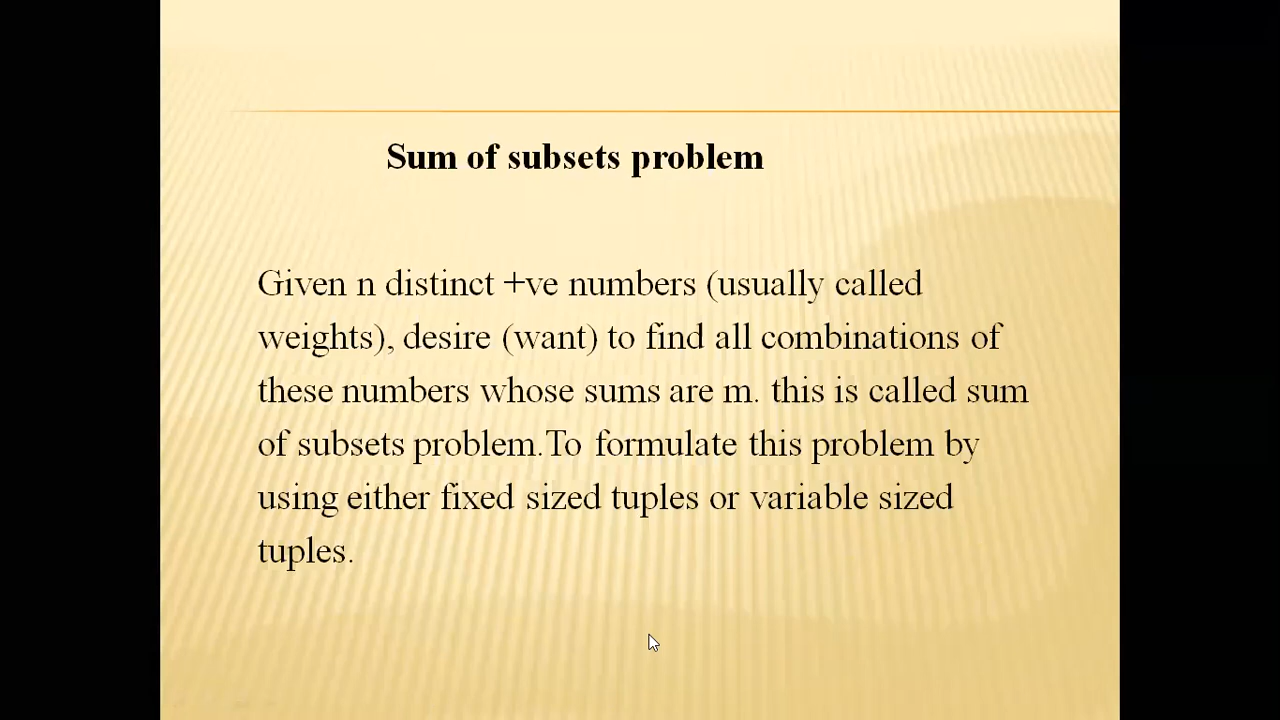 Sum of subsets problem
Given n distinct +ve numbers (usually called
weights), desire (want) to find all combinations of
these numbers whose sums are m. this is called sum
of subsets problem.To formulate this problem by
using either fixed sized tuples or variable sized
tuples.